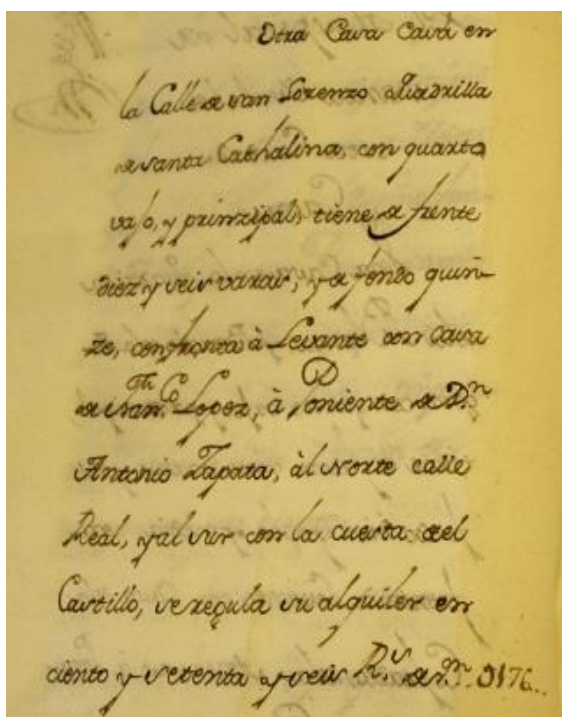 Otra Casa Casa en
la Calle de San Lorenzo quadrilla
de Santa Cathalina, con quarto
vajo, y prinzipal, tiene de frente
diez y seis varas, y de fondo quin-
ze, confronta à Levante con Casa
de Lopez, à Poniente de Dn
Antonio Zapata, àl Norte calle
Real, y al sur con la cuesta del
Castillo, se regula su alquiler en
ciento y setenta y seis Rs de Vn. 0176..